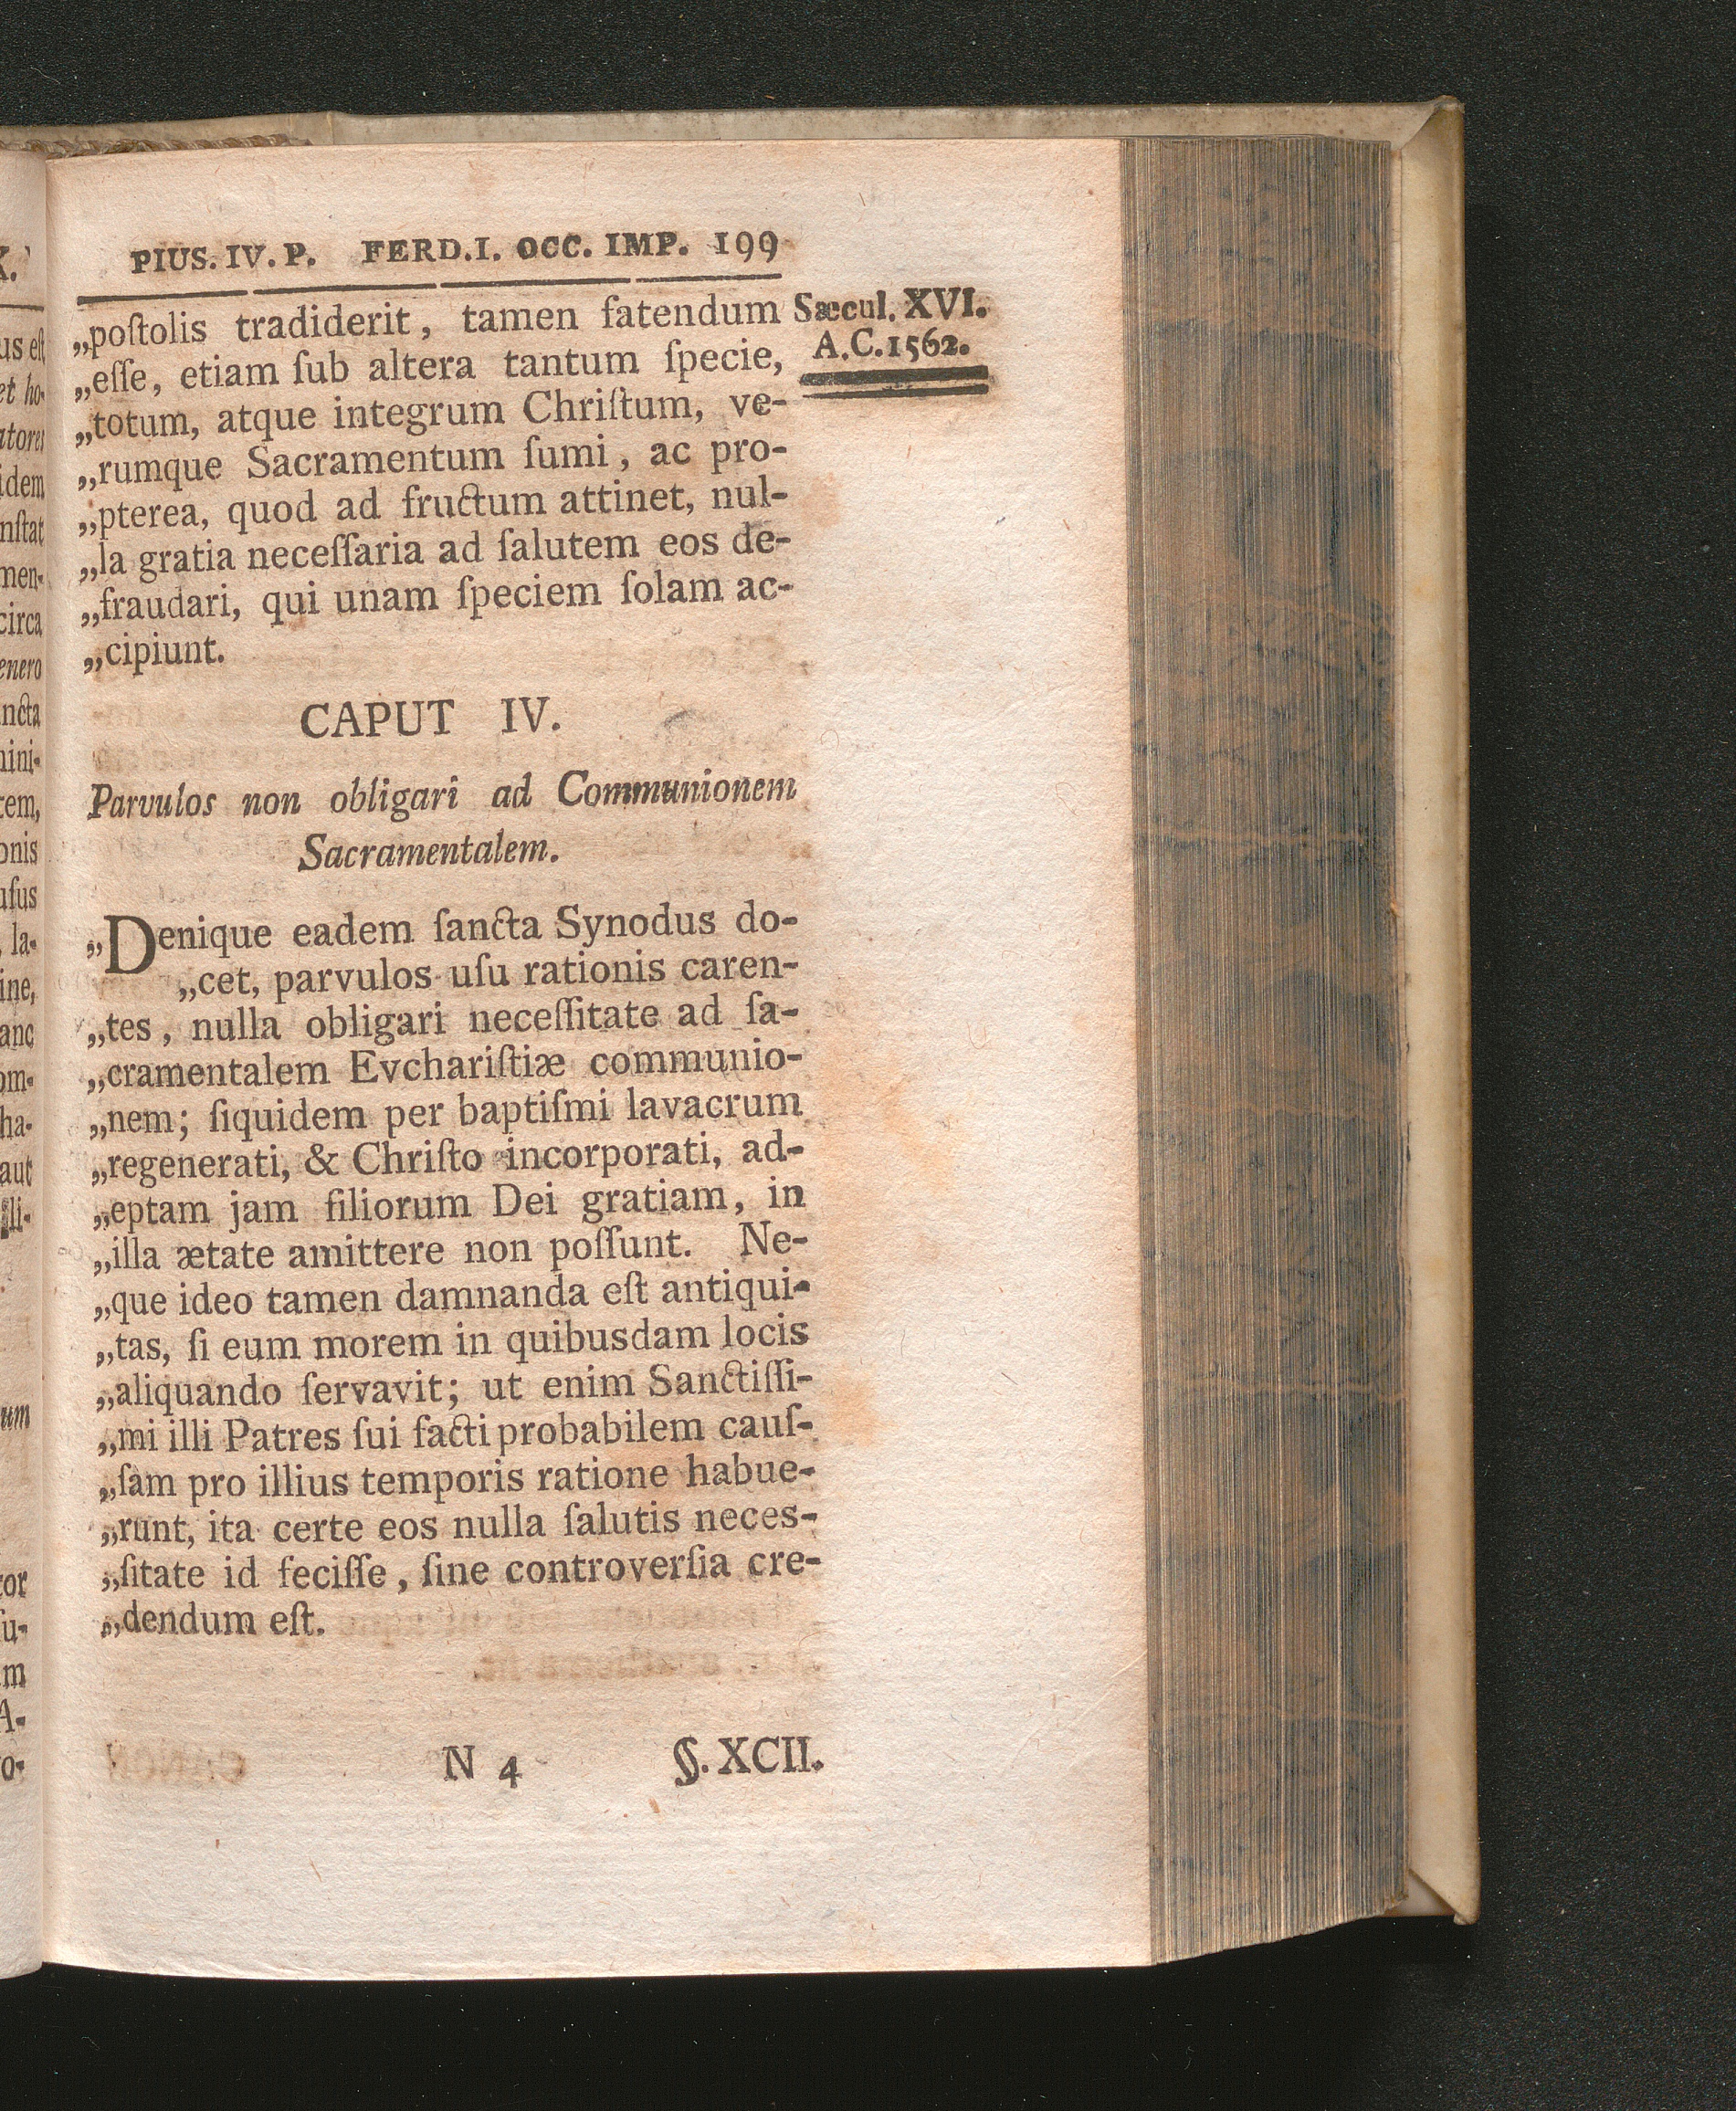 PIUS. IV. P. FERD. I. OCC. IMP. 199
Sæcul. XVI.
A.C. 1562.
„poſtolis tradiderit, tamen fatendum
„eſſe, etiam ſub altera tantum ſpecie,
„totum, atque integrum Chriſtum, ve-
„rumque Sacramentum ſumi, ac pro-
„pterea, quod ad fructum attinet, nul-
„la gratia neceſſaria ad ſalutem eos de-
„fraudari, qui unam ſpeciem ſolam ac-
„cipiunt.
CAPUT IV.
Parvulos non obligari ad Communionem
Sacramentalem.
„Denique eadem ſancta Synodus do-
„cet, parvulos uſu rationis caren-
„tes, nulla obligari neceſſitate ad ſa-
„cramentalem Evchariſtiæ communio-
„nem; ſiquidem per baptiſmi lavacrum
„regenerati, & Chriſto incorporati, ad-
„eptam jam filiorum Dei gratiam, in
„illa ætate amittere non poſſunt. Ne-
„que ideo tamen damnanda eſt antiqui-
„tas, ſi eum morem in quibusdam locis
„aliquando ſervavit; ut enim Sanctiſſi-
„mi illi Patres ſui facti probabilem cauſ-
„ſam pro illius temporis ratione habue-
„runt, ita certe eos nulla ſalutis neces-
„ſitate id feciſſe, ſine controverſia cre-
„dendum eſt.
N 4 §. XCII.